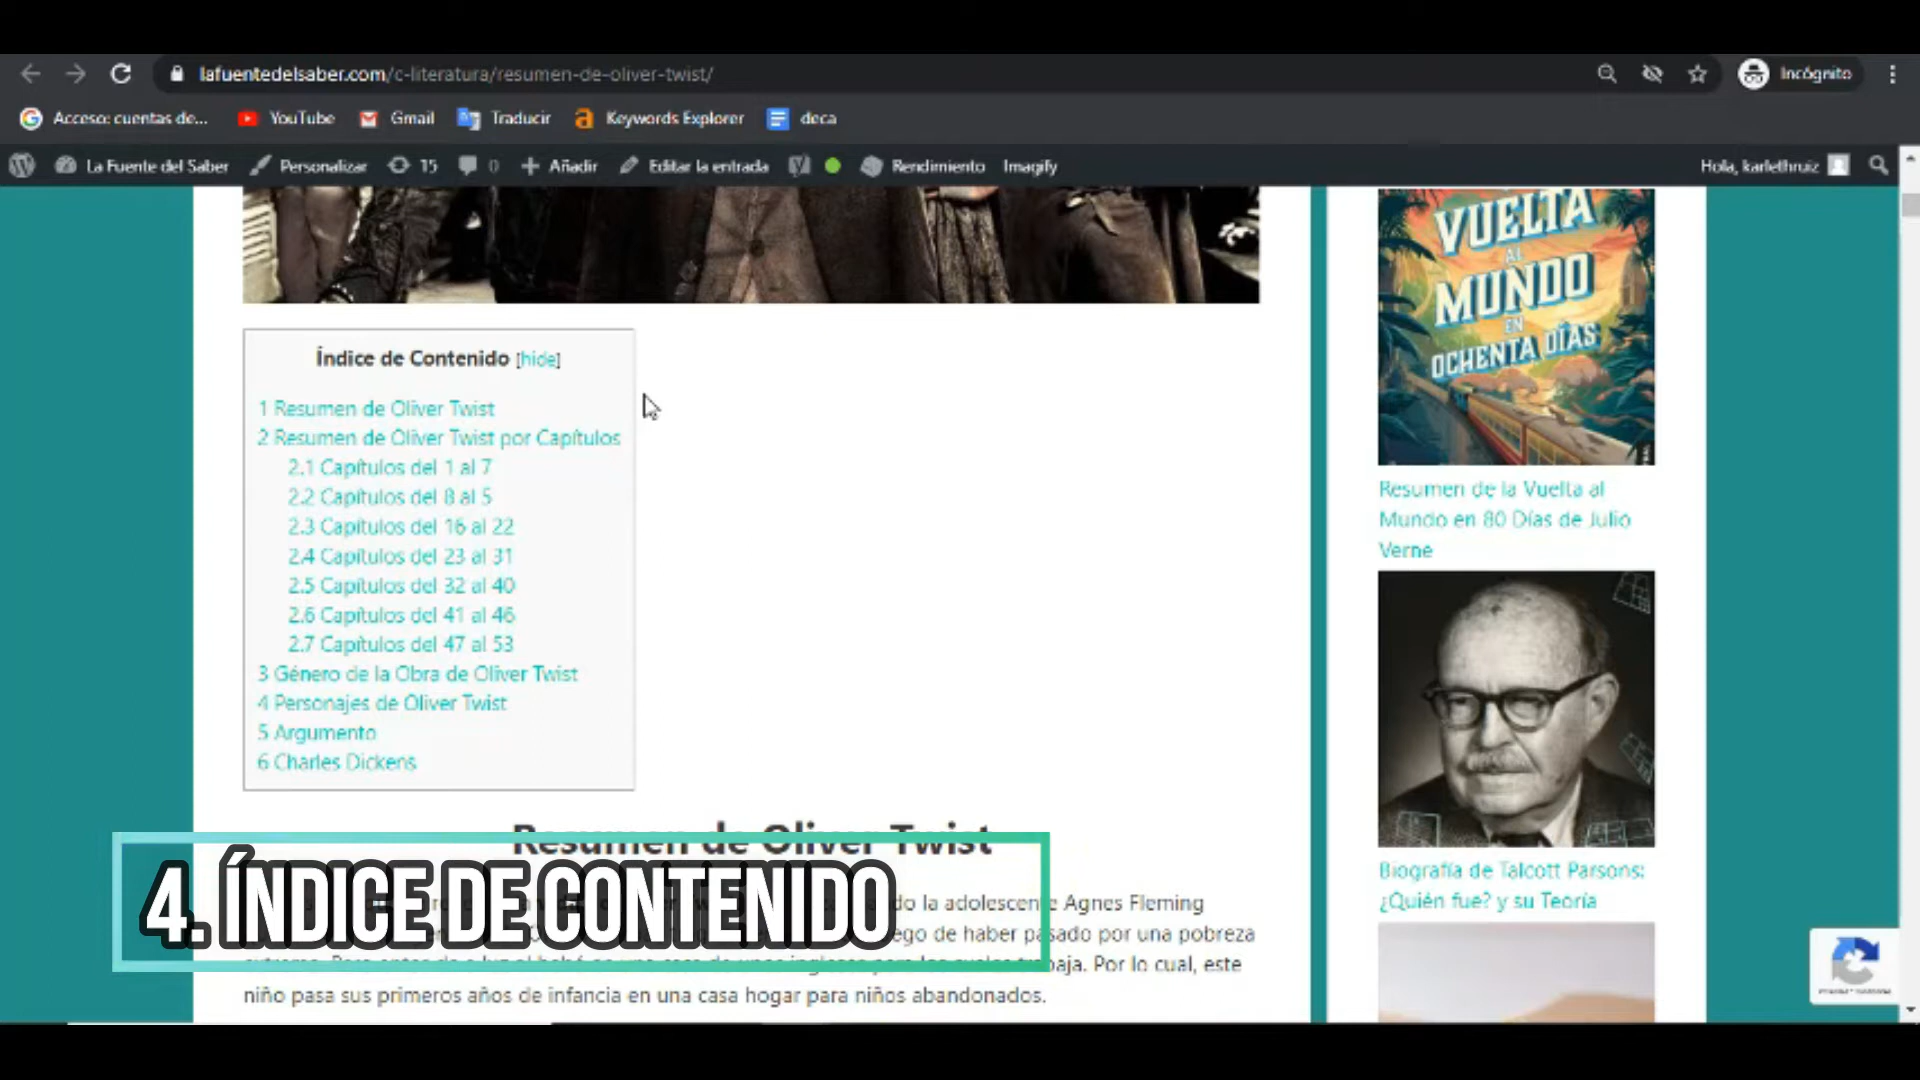 lafuentedelsaber.com/c-literatura/resumen-de-oliver-twist/
Incógnito
Acceso: cuentas de...
YouTube
Gmail
Traducir
Keywords Explorer
deca
La Fuente del Saber
Personalizar
15
0
Añadir
Editar la entrada
Rendimiento
Imagify
Hola, karlethruiz
Índice de Contenido [hide]
1 Resumen de Oliver Twist
2 Resumen de Oliver Twist por Capítulos
2.1 Capítulos del 1 al 7
2.2 Capítulos del 8 al 5
2.3 Capítulos del 16 al 22
2.4 Capítulos del 23 al 31
2.5 Capítulos del 32 al 40
2.6 Capítulos del 41 al 46
2.7 Capítulos del 47 al 53
3 Género de la Obra de Oliver Twist
4 Personajes de Oliver Twist
5 Argumento
6 Charles Dickens
Resumen de Oliver Twist
4. ÍNDICE DE CONTENIDO
la adolescente Agnes Fleming
de haber pasado por una pobreza
Por lo cual, este
niño pasa sus primeros años de infancia en una casa hogar para niños abandonados.
VUELTA
AL
MUNDO
EN
OCHENTA DÍAS
Resumen de la Vuelta al
Mundo en 80 Días de Julio
Verne
Biografía de Talcott Parsons:
¿Quién fue? y su Teoría